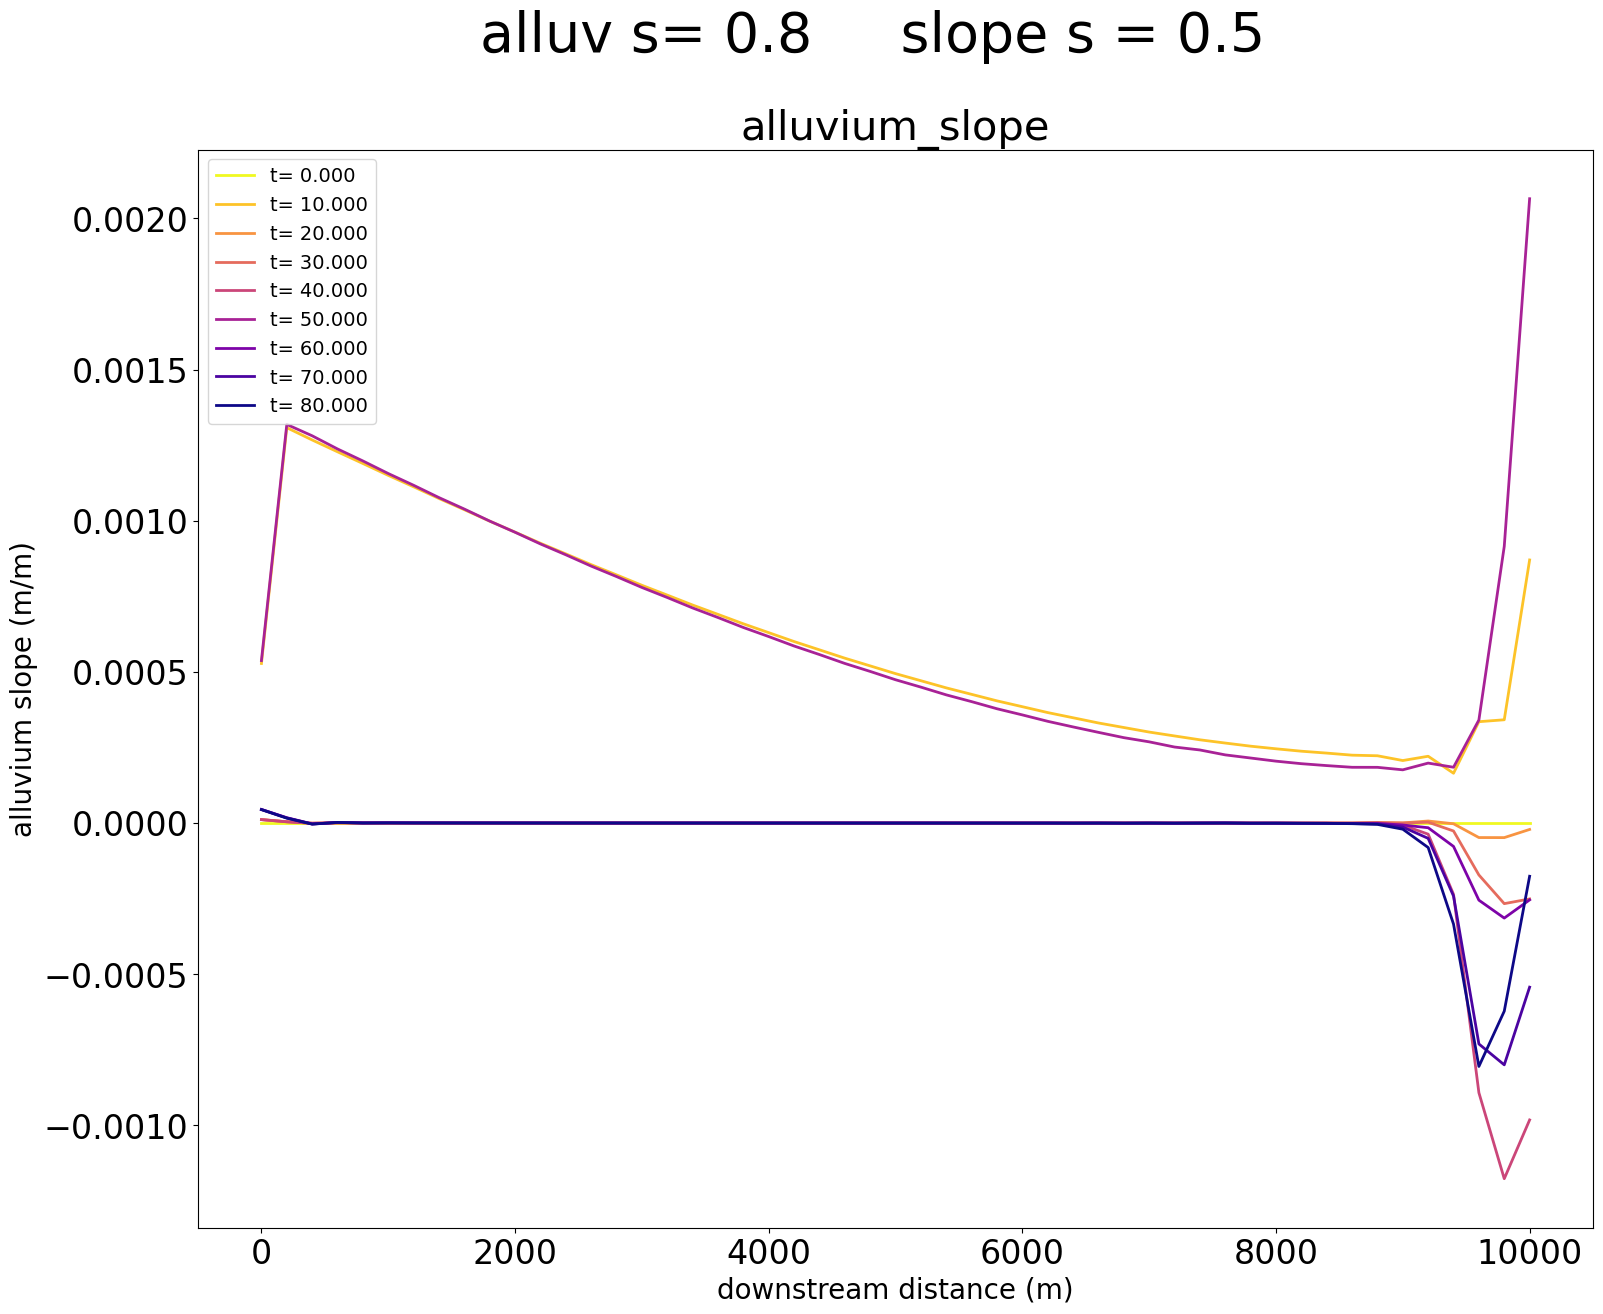 alluv s= 0.8     slope s = 0.5
alluvium_slope
t= 0.000
t= 10.000
t= 20.000
t= 30.000
t= 40.000
t= 50.000
t= 60.000
t= 70.000
t= 80.000
alluvium slope (m/m)
0.0020
0.0015
0.0010
0.0005
0.0000
−0.0005
−0.0010
0 2000 4000 6000 8000 10000
downstream distance (m)